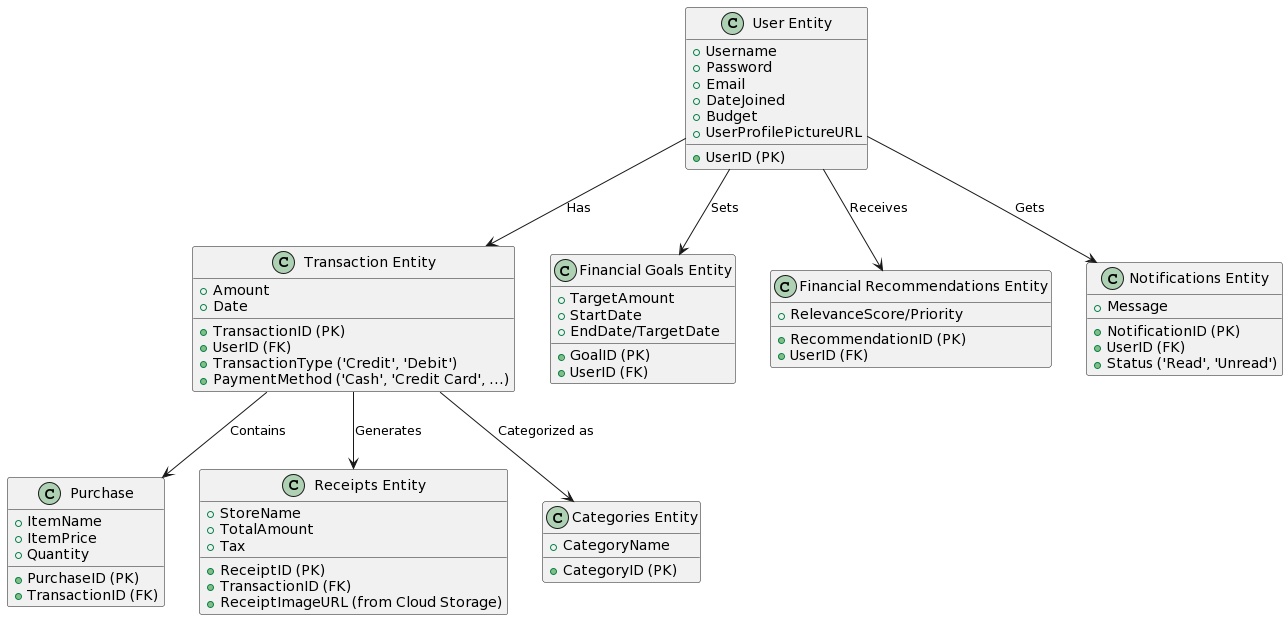 C User Entity
Username
Password
Email
DateJoined
Budget
UserProfilePictureURL
UserID (PK)
Has
Sets
Receives
Gets
C Transaction Entity
Amount
Date
TransactionID (PK)
UserID (FK)
TransactionType ('Credit', 'Debit')
PaymentMethod ('Cash', 'Credit Card', ...)
C Financial Goals Entity
TargetAmount
StartDate
EndDate/TargetDate
GoalID (PK)
UserID (FK)
C Financial Recommendations Entity
RelevanceScore/Priority
RecommendationID (PK)
UserID (FK)
C Notifications Entity
Message
NotificationID (PK)
UserID (FK)
Status ('Read', 'Unread')
Contains
Generates
Categorized as
C Purchase
ItemName
ItemPrice
Quantity
PurchaseID (PK)
TransactionID (FK)
C Receipts Entity
StoreName
TotalAmount
Tax
ReceiptID (PK)
TransactionID (FK)
ReceiptImageURL (from Cloud Storage)
C Categories Entity
CategoryName
CategoryID (PK)